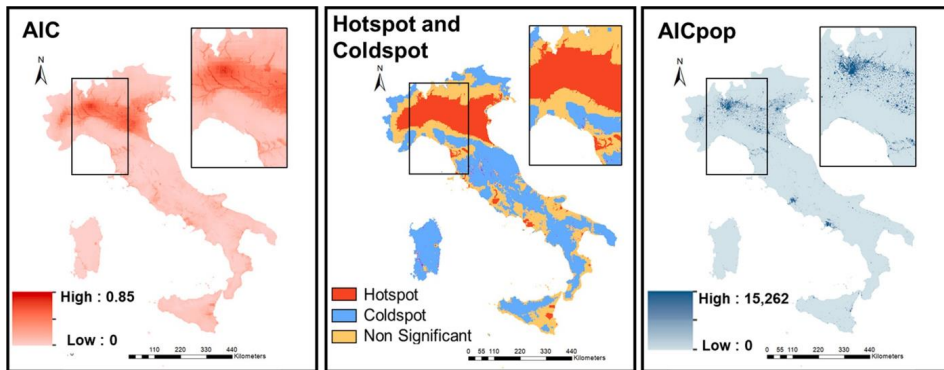 AIC
N
High : 0.85
Low : 0
110 220 330 440
Kilometers
Hotspot and
Coldspot
N
Hotspot
Coldspot
Non Significant
0 55 110 220 330 440
Kilometers
AICpop
N
High : 15,262
Low : 0
0 55 110 220 330 440
Kilometers